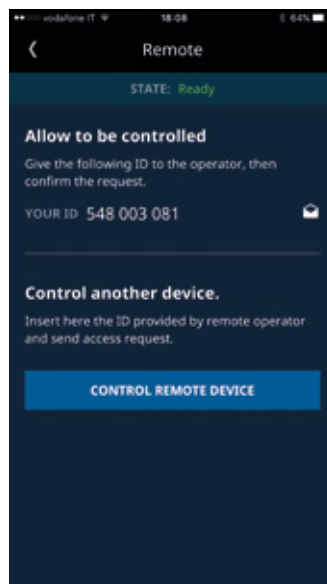 vodafone IT 18:08 64%
Remote
STATE: Ready
Allow to be controlled
Give the following ID to the operator, then
confirm the request.
YOUR ID 548 003 081
Control another device.
Insert here the ID provided by remote operator
and send access request.
CONTROL REMOTE DEVICE